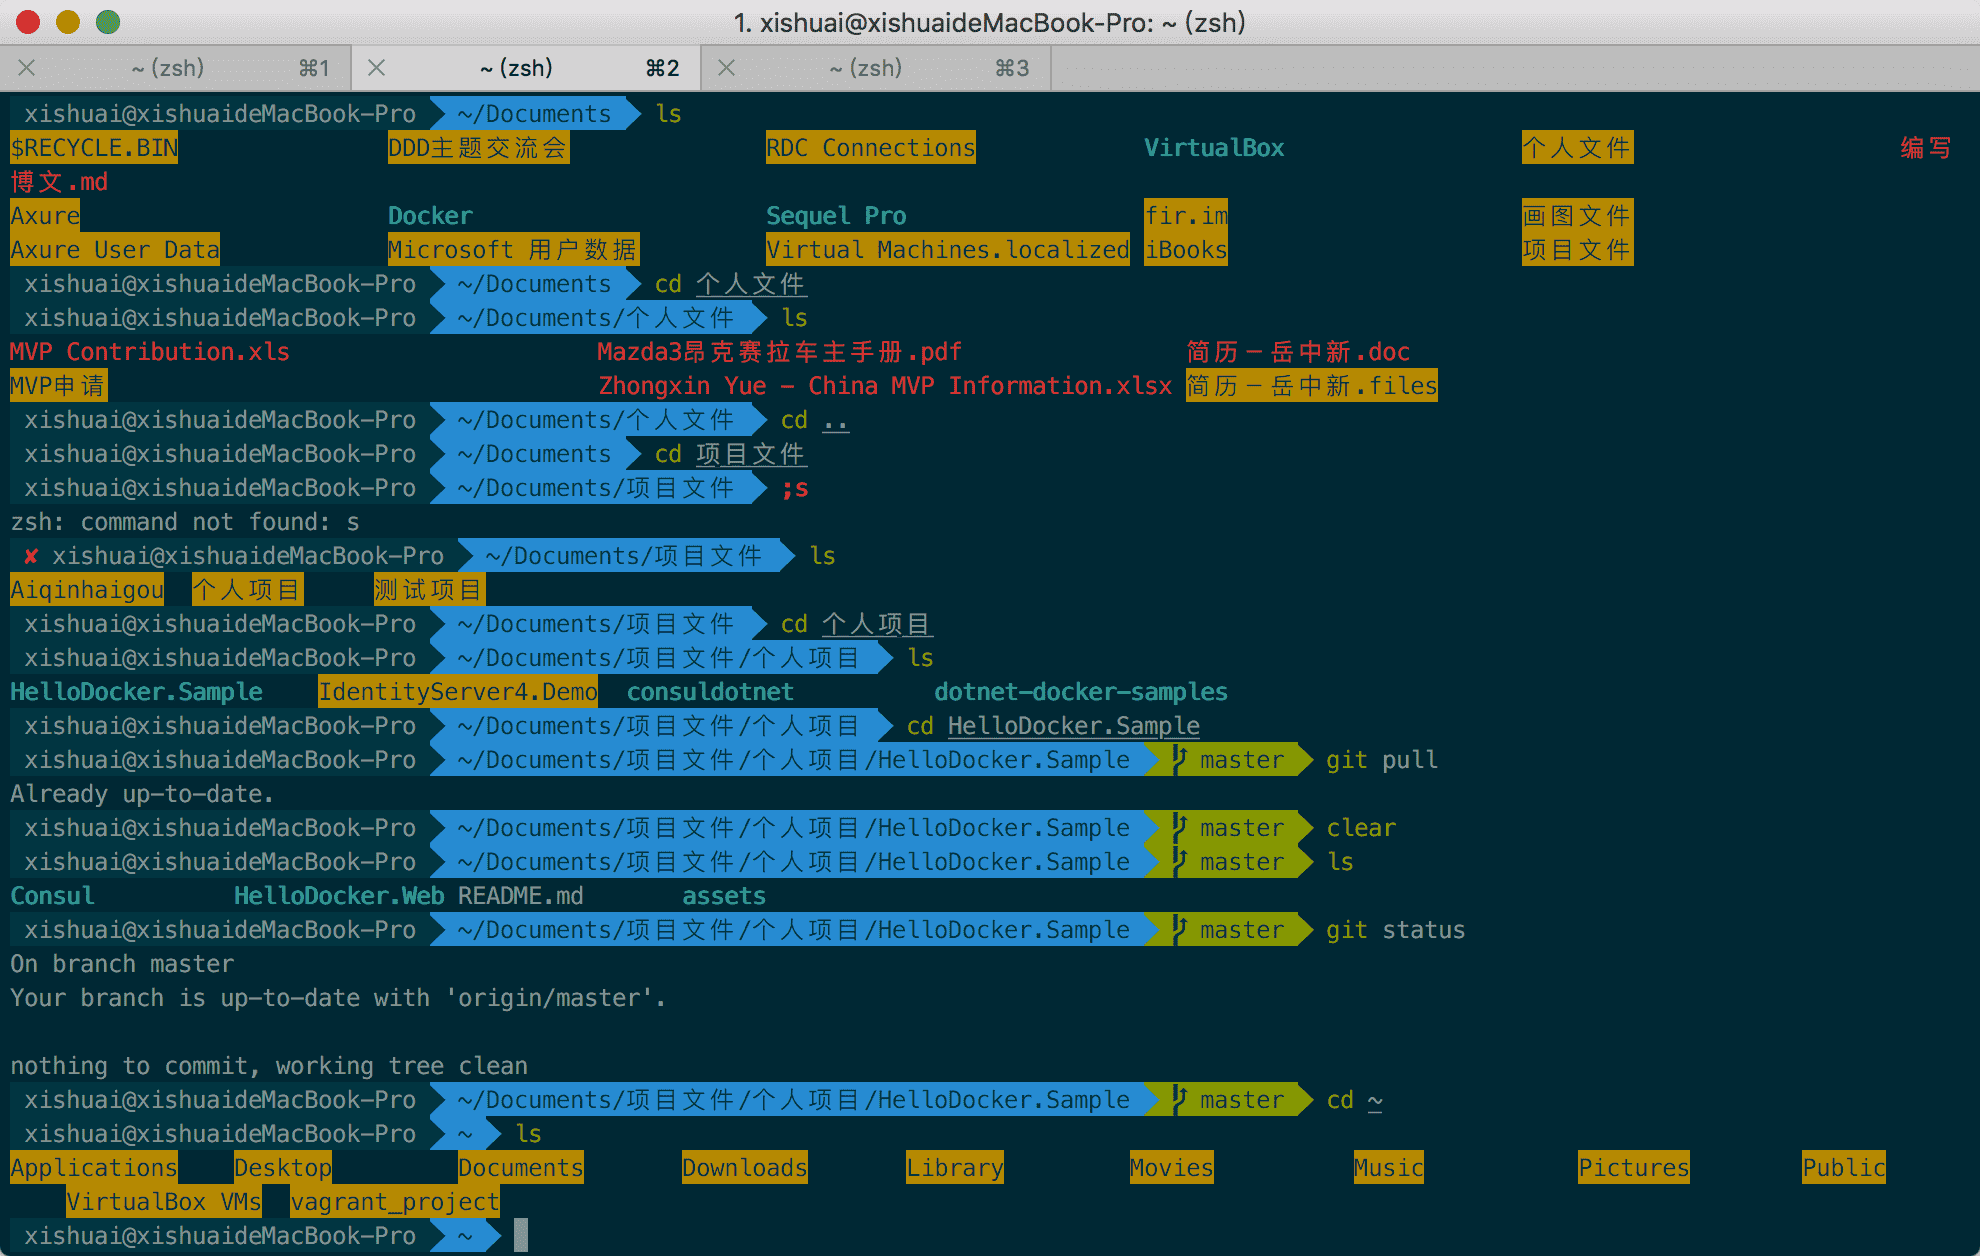 1. xishuai@xishuaideMacBook-Pro: ~ (zsh)
~ (zsh) ⌘1 ~ (zsh) ⌘2 ~ (zsh) ⌘3
xishuai@xishuaideMacBook-Pro ~/Documents ls
$RECYCLE.BIN DDD主题交流会 RDC Connections VirtualBox 个人文件 编写
博文.md
Axure Docker Sequel Pro fir.im 画图文件
Axure User Data Microsoft 用户数据 Virtual Machines.localized iBooks 项目文件
xishuai@xishuaideMacBook-Pro ~/Documents cd 个人文件
xishuai@xishuaideMacBook-Pro ~/Documents/个人文件 ls
MVP Contribution.xls Mazda3昂克赛拉车主手册.pdf 简历－岳中新.doc
MVP申请 Zhongxin Yue - China MVP Information.xlsx 简历－岳中新.files
xishuai@xishuaideMacBook-Pro ~/Documents/个人文件 cd ..
xishuai@xishuaideMacBook-Pro ~/Documents cd 项目文件
xishuai@xishuaideMacBook-Pro ~/Documents/项目文件 ;s
zsh: command not found: s
✘ xishuai@xishuaideMacBook-Pro ~/Documents/项目文件 ls
Aiqinhaigou 个人项目 测试项目
xishuai@xishuaideMacBook-Pro ~/Documents/项目文件 cd 个人项目
xishuai@xishuaideMacBook-Pro ~/Documents/项目文件/个人项目 ls
HelloDocker.Sample IdentityServer4.Demo consuldotnet dotnet-docker-samples
xishuai@xishuaideMacBook-Pro ~/Documents/项目文件/个人项目 cd HelloDocker.Sample
xishuai@xishuaideMacBook-Pro ~/Documents/项目文件/个人项目/HelloDocker.Sample master git pull
Already up-to-date.
xishuai@xishuaideMacBook-Pro ~/Documents/项目文件/个人项目/HelloDocker.Sample master clear
xishuai@xishuaideMacBook-Pro ~/Documents/项目文件/个人项目/HelloDocker.Sample master ls
Consul HelloDocker.Web README.md assets
xishuai@xishuaideMacBook-Pro ~/Documents/项目文件/个人项目/HelloDocker.Sample master git status
On branch master
Your branch is up-to-date with 'origin/master'.
nothing to commit, working tree clean
xishuai@xishuaideMacBook-Pro ~/Documents/项目文件/个人项目/HelloDocker.Sample master cd ~
xishuai@xishuaideMacBook-Pro ~ ls
Applications Desktop Documents Downloads Library Movies Music Pictures Public
VirtualBox VMs vagrant_project
xishuai@xishuaideMacBook-Pro ~